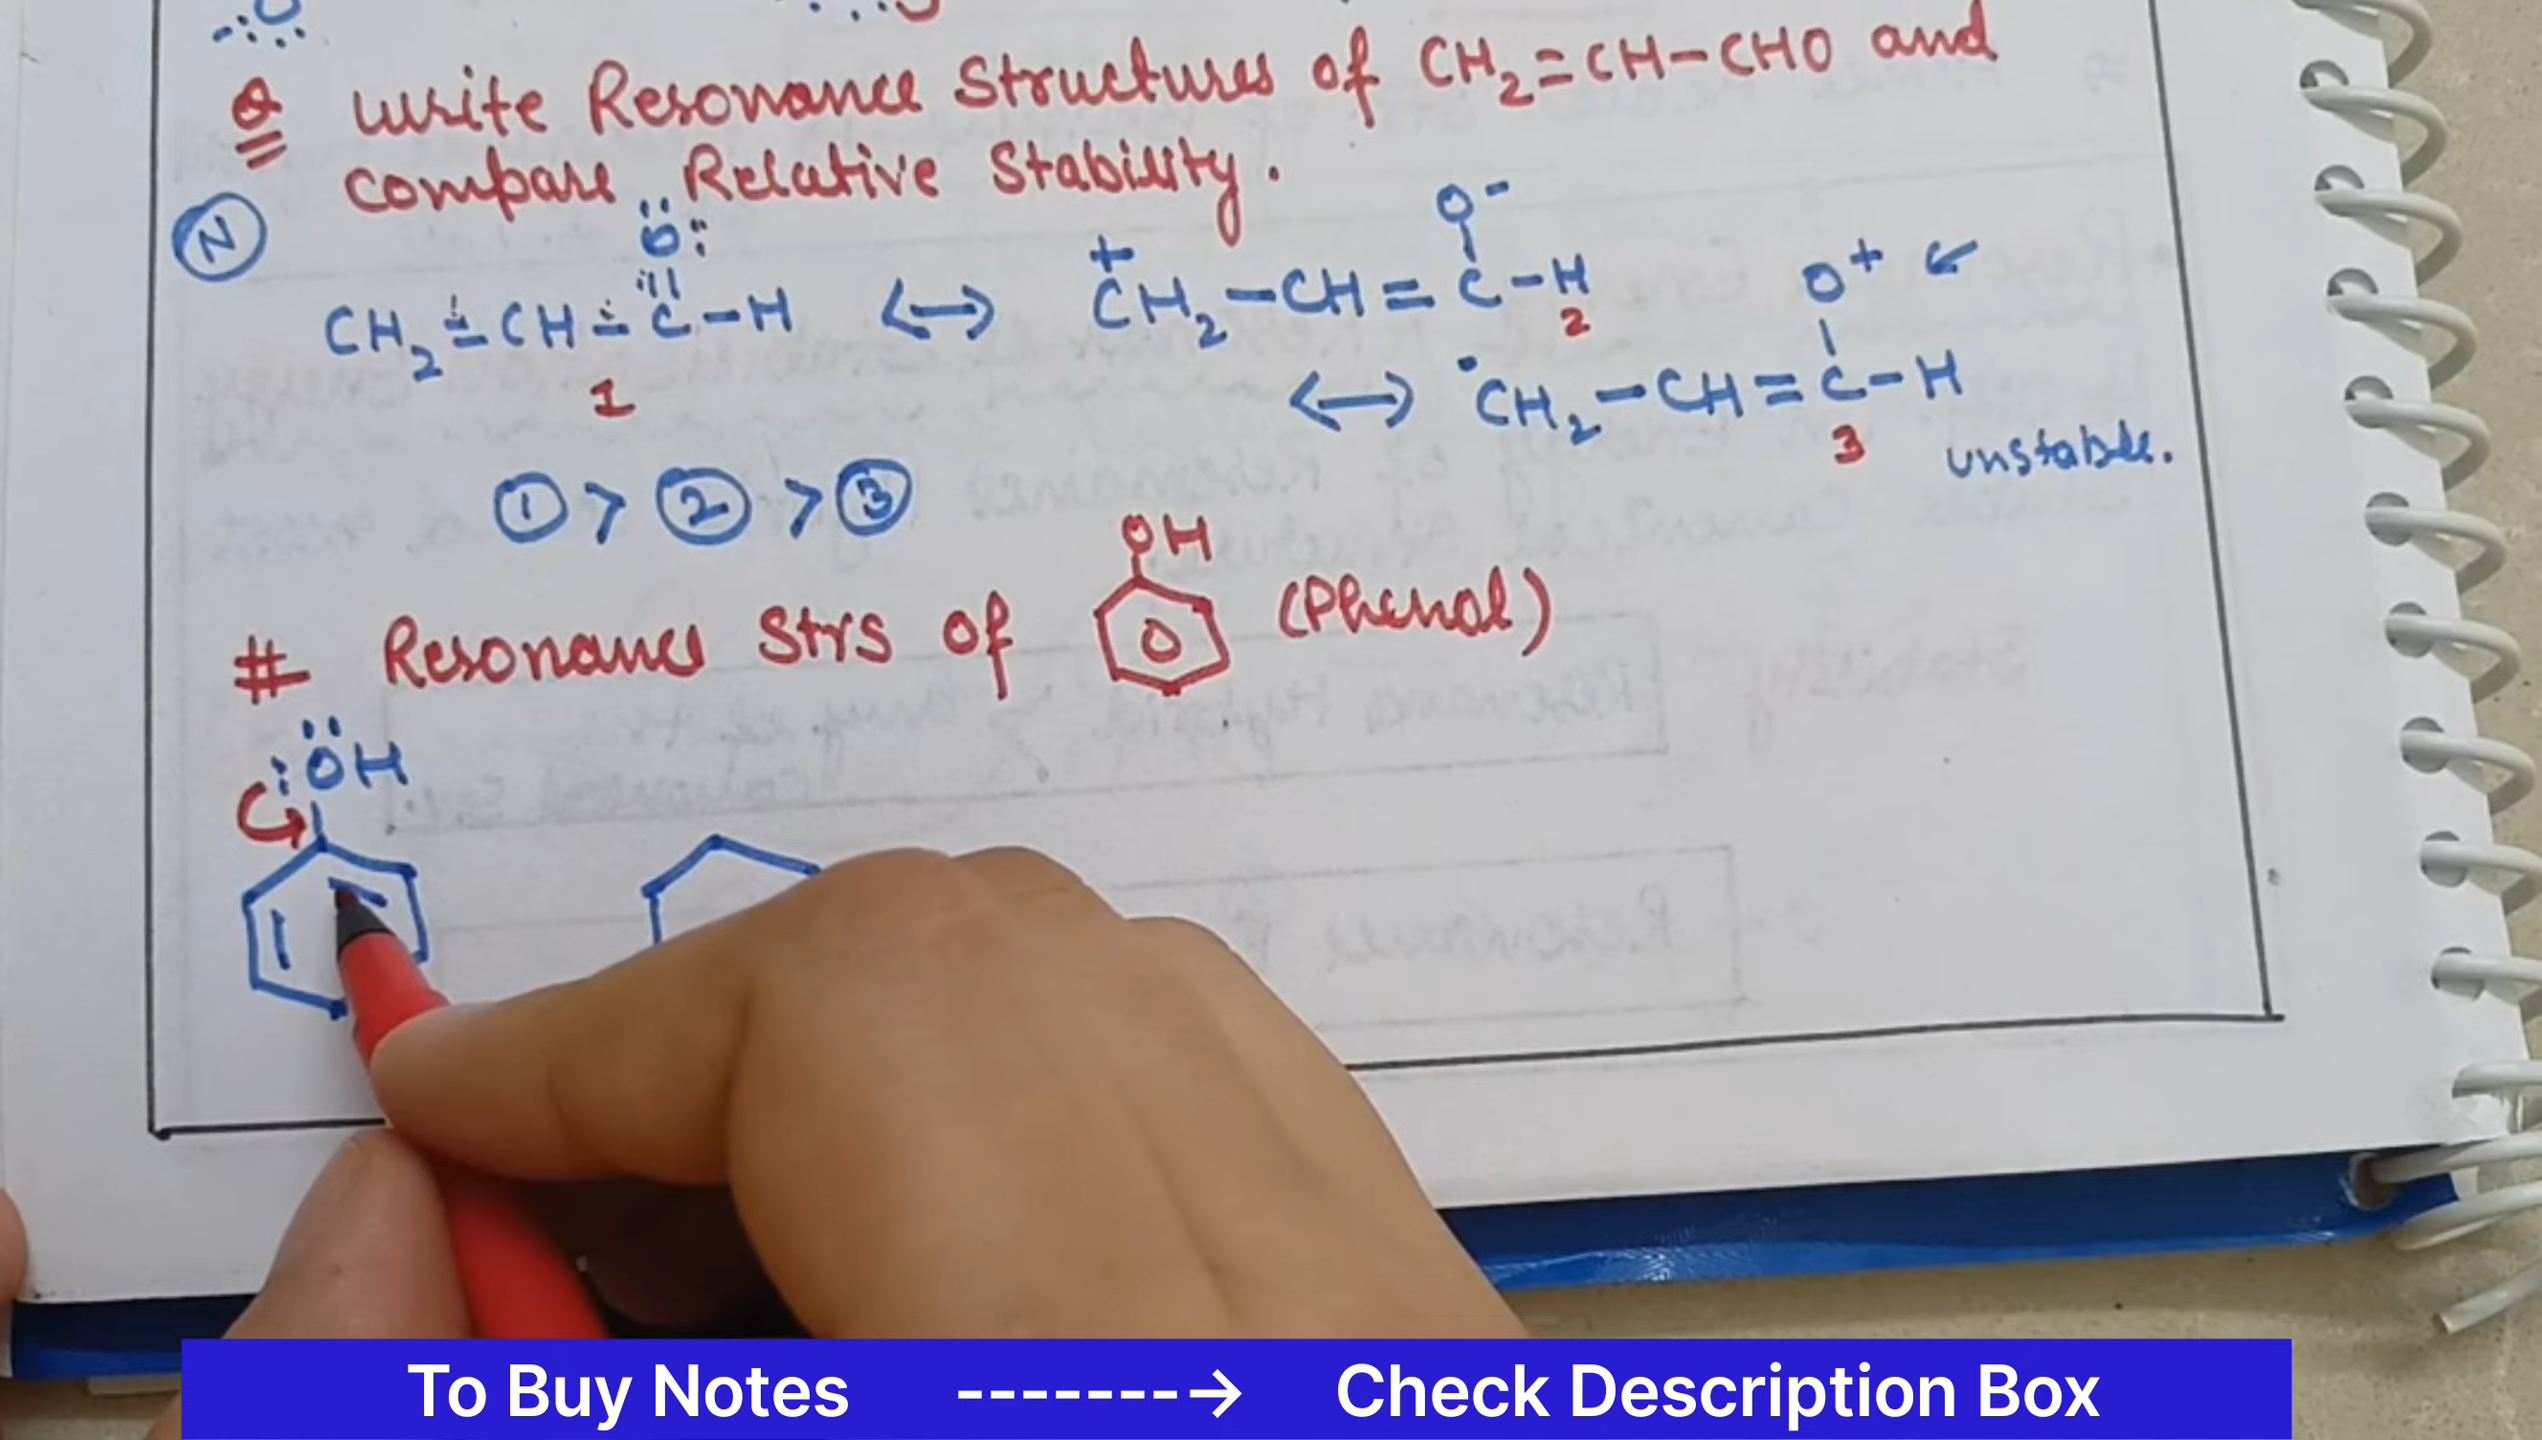 Q Write Resonance Structures of CH2=CH-CHO and
compare Relative Stability.
N
CH2=CH-C-H ↔ +CH2-CH=C-H
O:
O-
1
2
↔ •CH2-CH=C-H
O+
3
unstable.
1 > 2 > 3
# Resonance Strs of OH (Phenol)
:OH
To Buy Notes -------→ Check Description Box